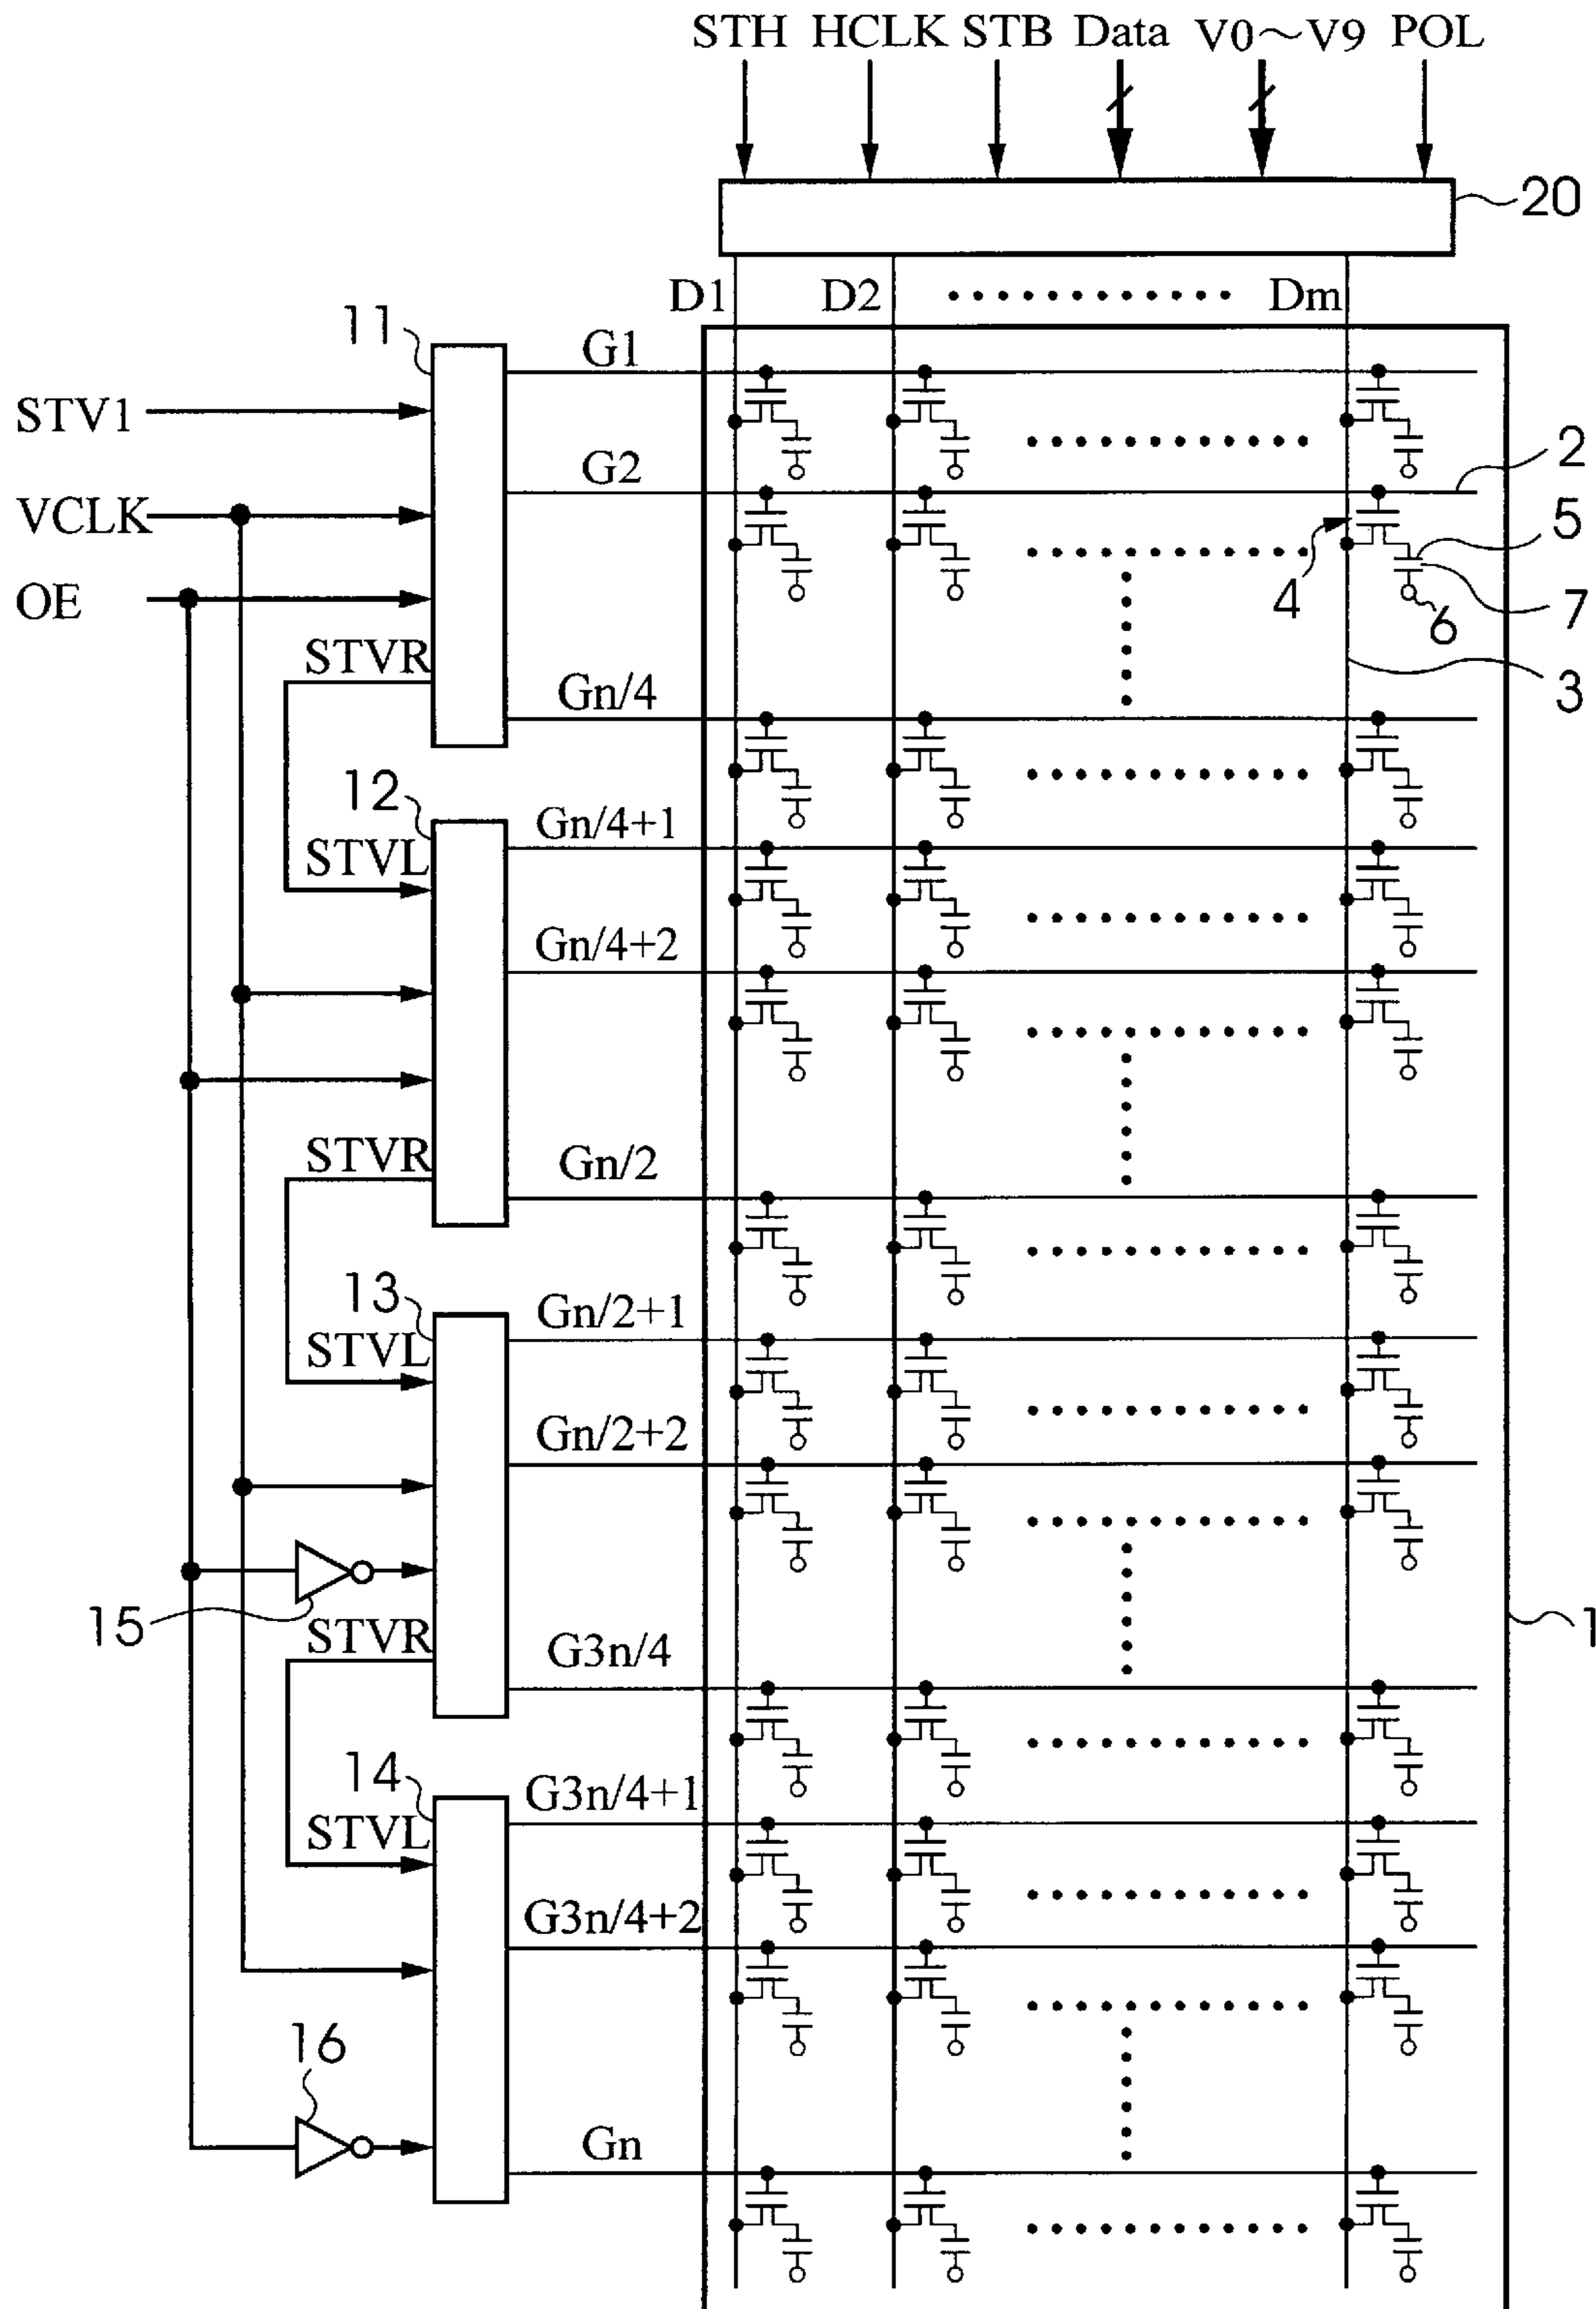 STH HCLK STB Data V0～V9 POL
20
D1 D2 Dm
11
G1
STV1
G2
2
VCLK
5
4
7
OE
6
STVR
Gn/4
3
12
Gn/4+1
STVL
Gn/4+2
STVR
Gn/2
13
Gn/2+1
STVL
Gn/2+2
15
1
STVR
G3n/4
14
G3n/4+1
STVL
G3n/4+2
16
Gn